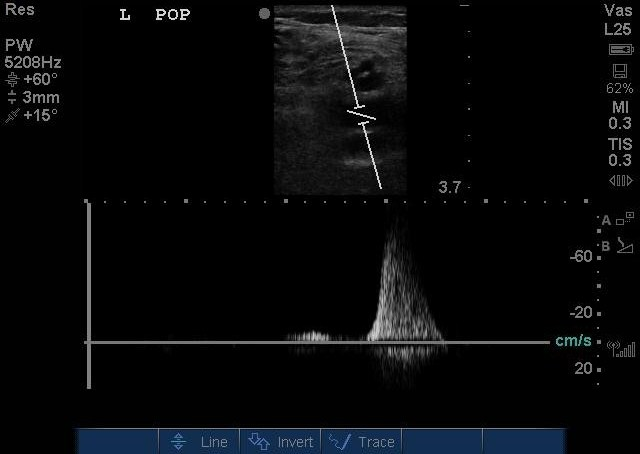 Res
L POP
Vas
L25
PW
5208Hz
+60°
3mm
+15°
62%
MI
0.3
TIS
0.3
3.7
A
B
-60
-20
cm/s
20
Line
Invert
Trace